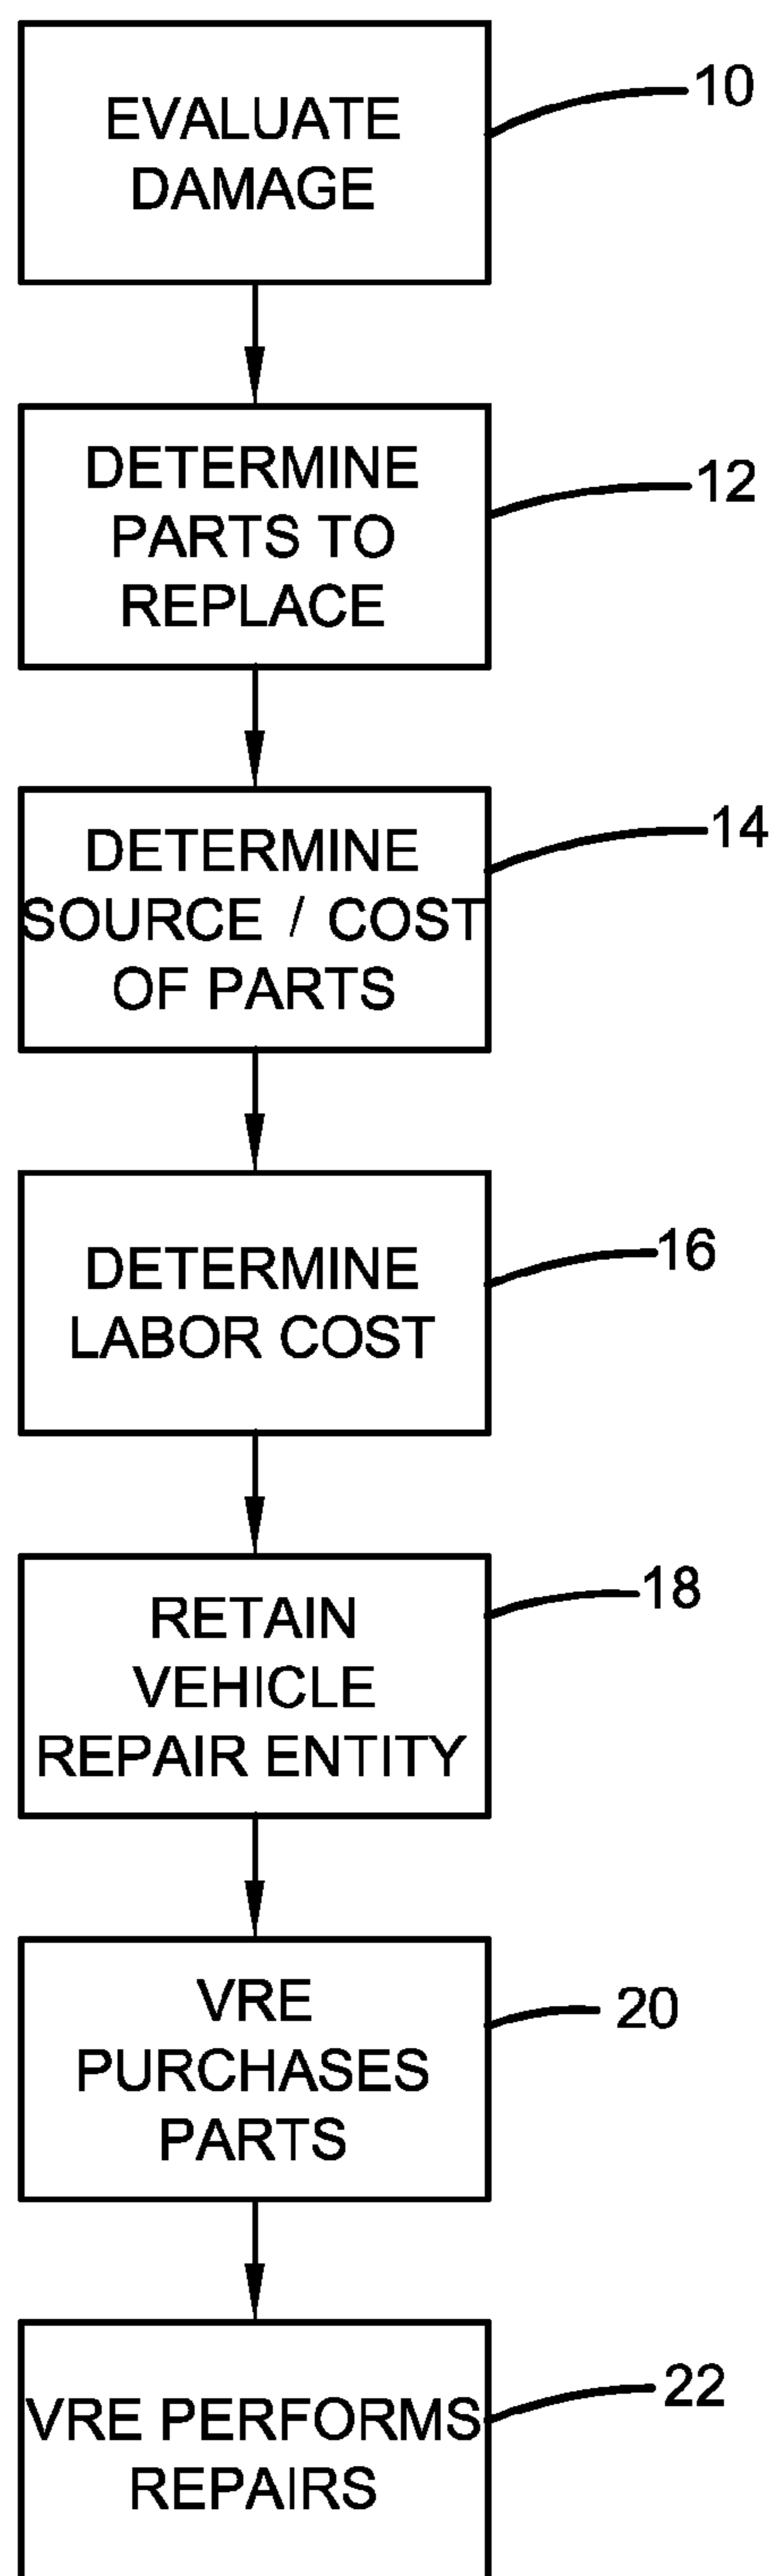 EVALUATE
DAMAGE
10
DETERMINE
PARTS TO
REPLACE
12
DETERMINE
SOURCE / COST
OF PARTS
14
DETERMINE
LABOR COST
16
RETAIN
VEHICLE
REPAIR ENTITY
18
VRE
PURCHASES
PARTS
20
VRE PERFORMS
REPAIRS
22